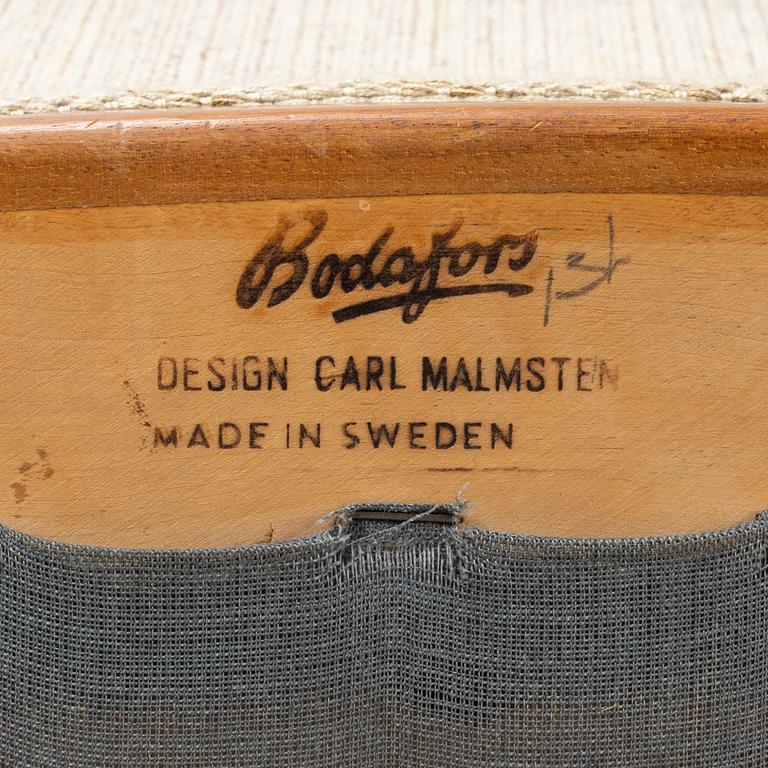 Bodafors
DESIGN CARL MALMSTEN
MADE IN SWEDEN